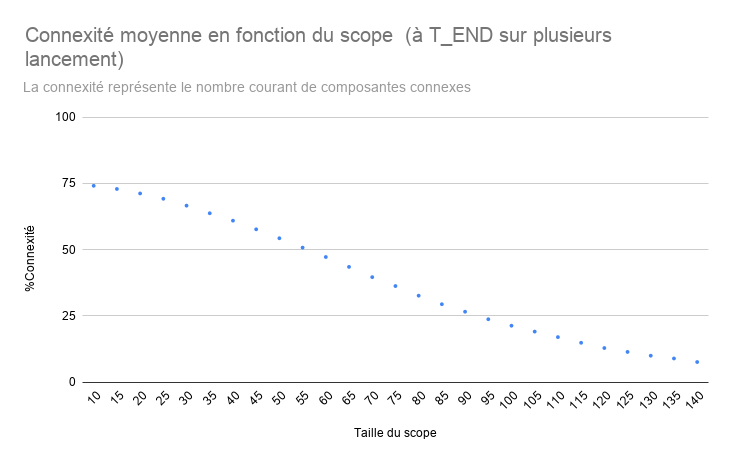 Connexité moyenne en fonction du scope  (à T_END sur plusieurs
lancement)
La connexité représente le nombre courant de composantes connexes
100
75
50
25
0
%Connexité
10 15 20 25 30 35 40 45 50 55 60 65 70 75 80 85 90 95 100 105 110 115 120 125 130 135 140
Taille du scope